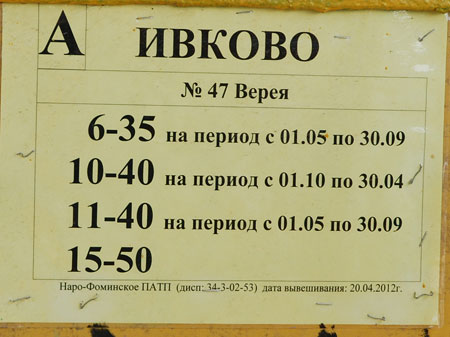 А ИВКОВО
№ 47 Верея
6-35 на период с 01.05 по 30.09
10-40 на период с 01.10 по 30.04
11-40 на период с 01.05 по 30.09
15-50
Наро-Фоминское ПАТП (дисп: 34-3-02-53) дата вывешивания: 20.04.2012г.